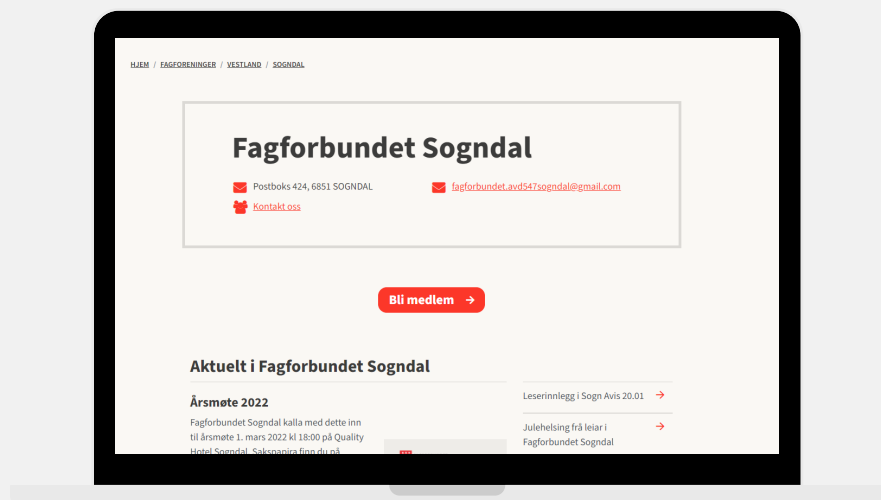 HJEM / FAGFORENINGER / VESTLAND / SOGNDAL
Fagforbundet Sogndal
Postboks 424, 6851 SOGNDAL
fagforbundet.avd547sogndal@gmail.com
Kontakt oss
Bli medlem
Aktuelt i Fagforbundet Sogndal
Årsmøte 2022
Fagforbundet Sogndal kalla med dette inn
til årsmøte 1. mars 2022 kl 18:00 på Quality
Hotel Sogndal. Sakspapira finn du på
Leserinnlegg i Sogn Avis 20.01
Julehelsing frå leiar i
Fagforbundet Sogndal